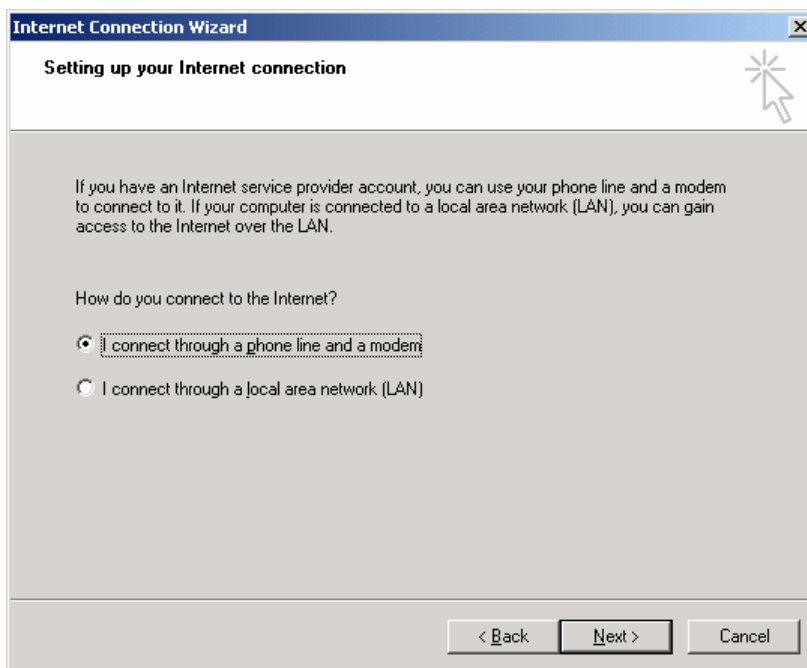 Internet Connection Wizard
Setting up your Internet connection
If you have an Internet service provider account, you can use your phone line and a modem
to connect to it. If your computer is connected to a local area network (LAN), you can gain
access to the Internet over the LAN.
How do you connect to the Internet?
I connect through a phone line and a modem
I connect through a local area network (LAN)
< Back Next > Cancel